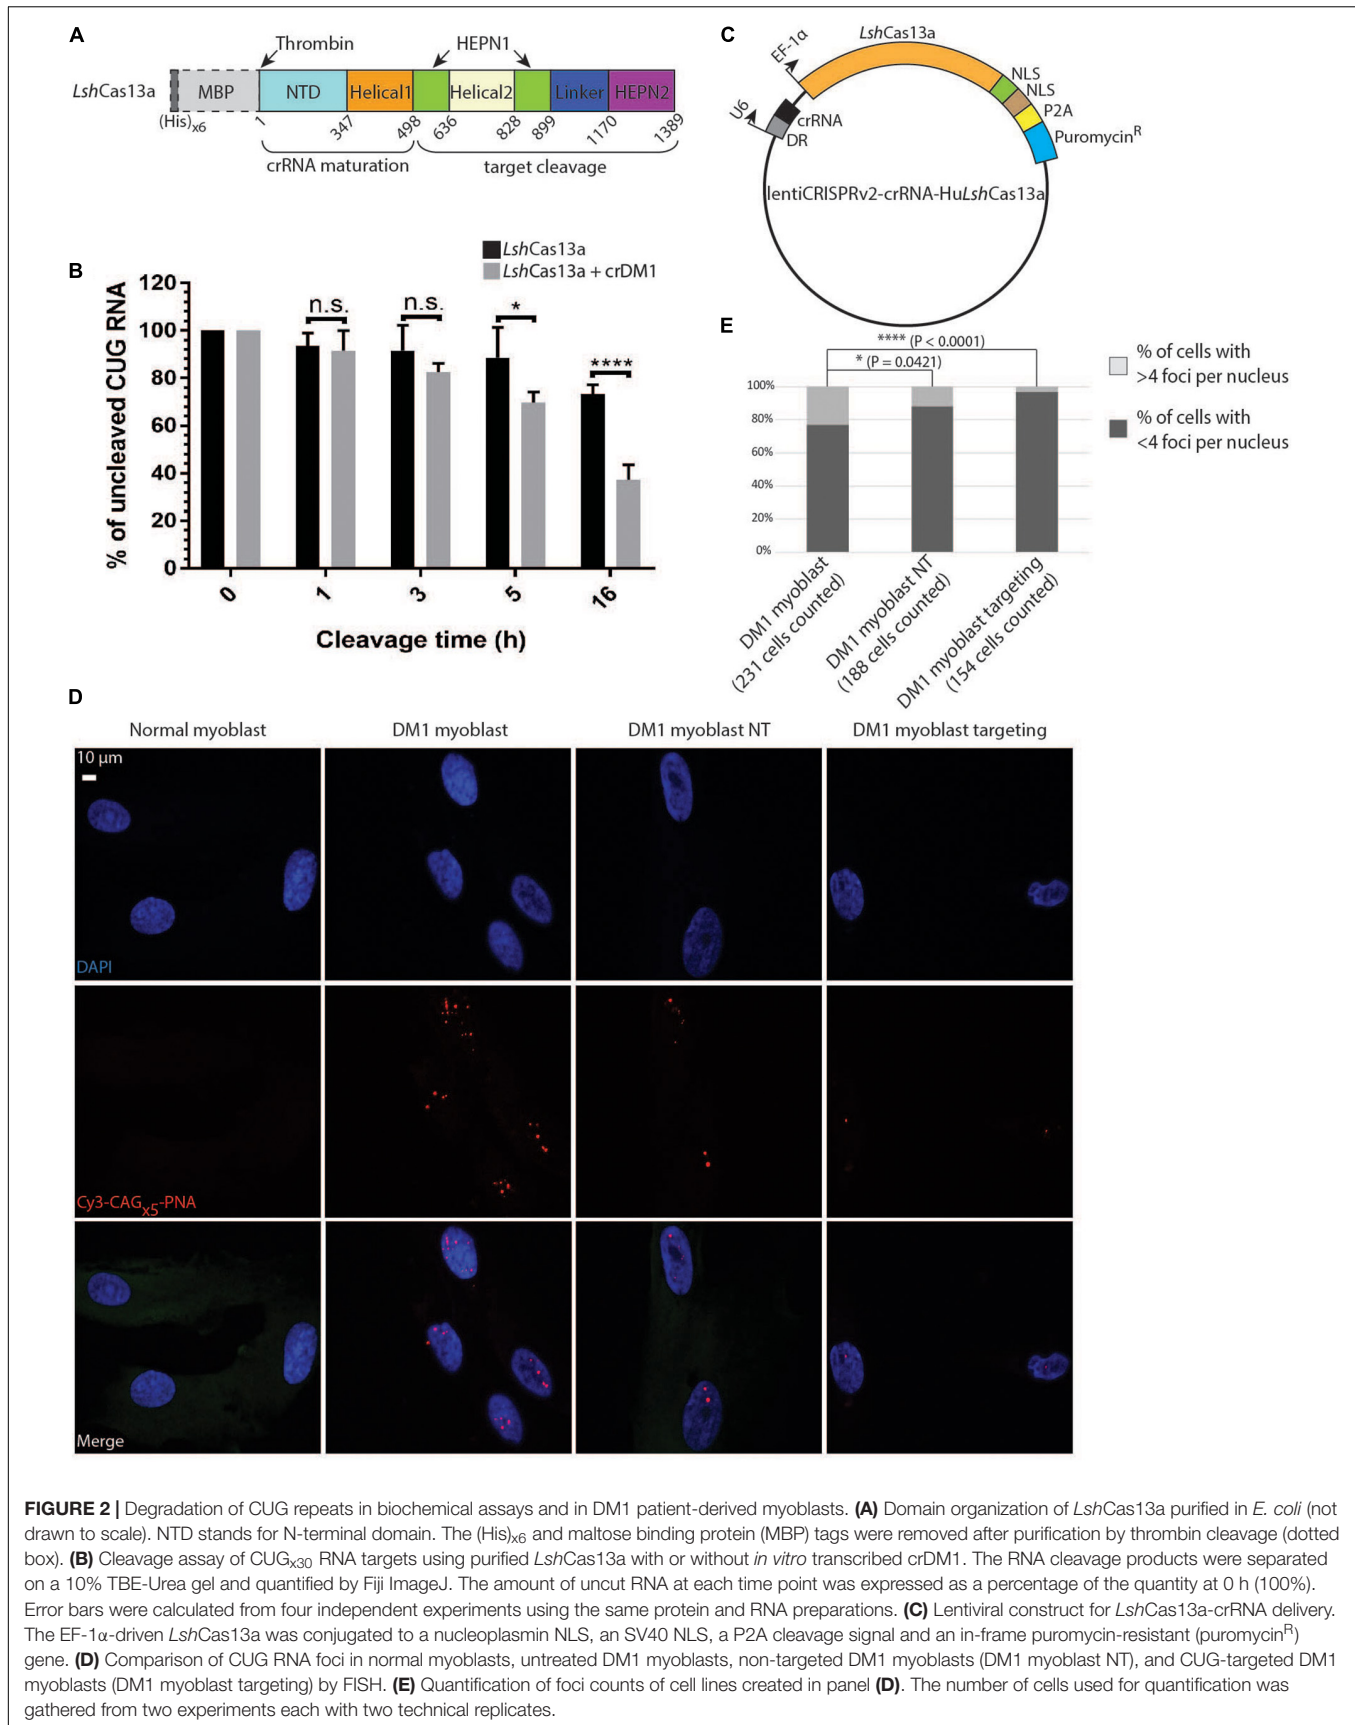 A
Thrombin
HEPN1
LshCas13a
MBP
NTD
Helical1
Helical2
Linker
HEPN2
(His)x6
1
347
498
636
828
899
1170
1389
crRNA maturation
target cleavage
C
LshCas13a
EF-1α
NLS
NLS
P2A
PuromycinR
U6
crRNA
DR
lentiCRISPRv2-crRNA-HuLshCas13a
B
LshCas13a
LshCas13a + crDM1
% of uncleaved CUG RNA
120
100
80
60
40
20
0
n.s.
n.s.
*
****
0
1
3
5
16
Cleavage time (h)
E
**** (P < 0.0001)
* (P = 0.0421)
100%
80%
60%
40%
20%
0%
% of cells with
>4 foci per nucleus
% of cells with
<4 foci per nucleus
DM1 myoblast
(231 cells counted)
DM1 myoblast NT
(188 cells counted)
DM1 myoblast targeting
(154 cells counted)
D
Normal myoblast
DM1 myoblast
DM1 myoblast NT
DM1 myoblast targeting
10 µm
DAPI
Cy3-CAGx5-PNA
Merge
FIGURE 2 | Degradation of CUG repeats in biochemical assays and in DM1 patient-derived myoblasts. (A) Domain organization of LshCas13a purified in E. coli (not
drawn to scale). NTD stands for N-terminal domain. The (His)x6 and maltose binding protein (MBP) tags were removed after purification by thrombin cleavage (dotted
box). (B) Cleavage assay of CUGx30 RNA targets using purified LshCas13a with or without in vitro transcribed crDM1. The RNA cleavage products were separated
on a 10% TBE-Urea gel and quantified by Fiji ImageJ. The amount of uncut RNA at each time point was expressed as a percentage of the quantity at 0 h (100%).
Error bars were calculated from four independent experiments using the same protein and RNA preparations. (C) Lentiviral construct for LshCas13a-crRNA delivery.
The EF-1α-driven LshCas13a was conjugated to a nucleoplasmin NLS, an SV40 NLS, a P2A cleavage signal and an in-frame puromycin-resistant (puromycinR)
gene. (D) Comparison of CUG RNA foci in normal myoblasts, untreated DM1 myoblasts, non-targeted DM1 myoblasts (DM1 myoblast NT), and CUG-targeted DM1
myoblasts (DM1 myoblast targeting) by FISH. (E) Quantification of foci counts of cell lines created in panel (D). The number of cells used for quantification was
gathered from two experiments each with two technical replicates.